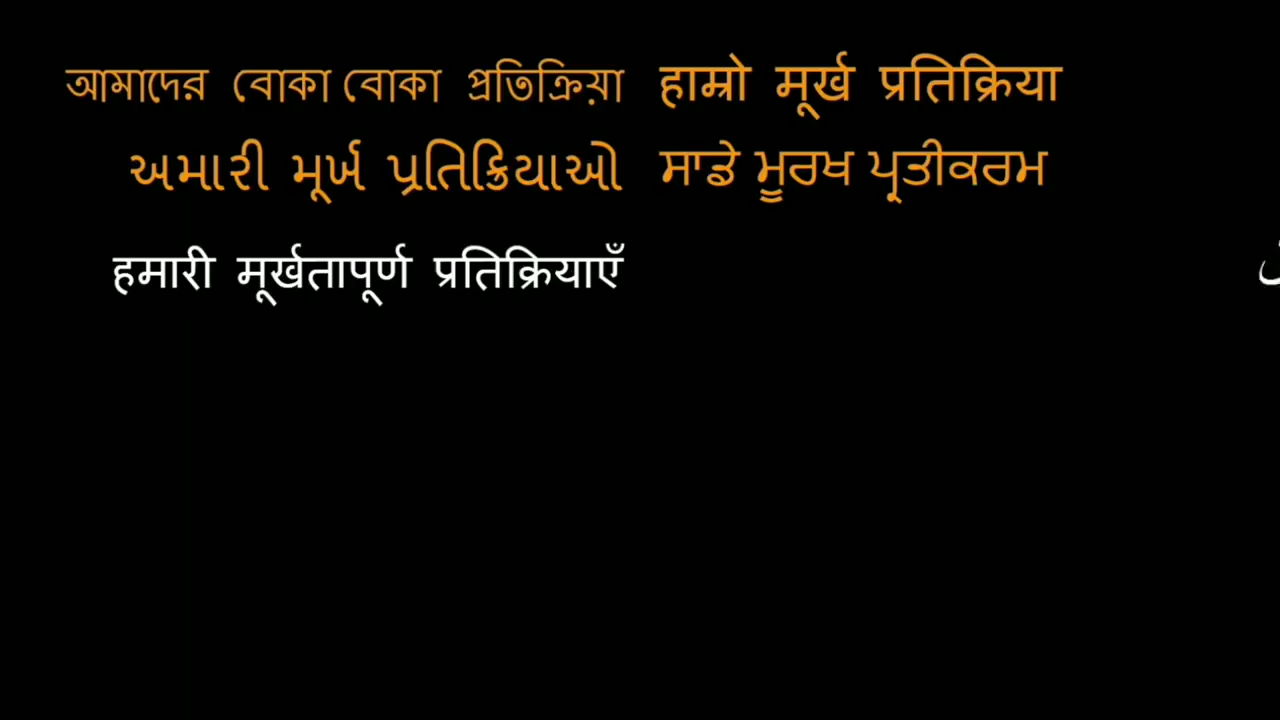 আমাদের বোকা বোকা প্রতিক্রিয়া हाम्रो मूर्ख प्रतिक्रिया
અમારી મૂર્ખ પ્રતિક્રિયાઓ ਸਾਡੇ ਮੂਰਖ ਪ੍ਰਤੀਕਰਮ
हमारी मूर्खतापूर्ण प्रतिक्रियाएँ